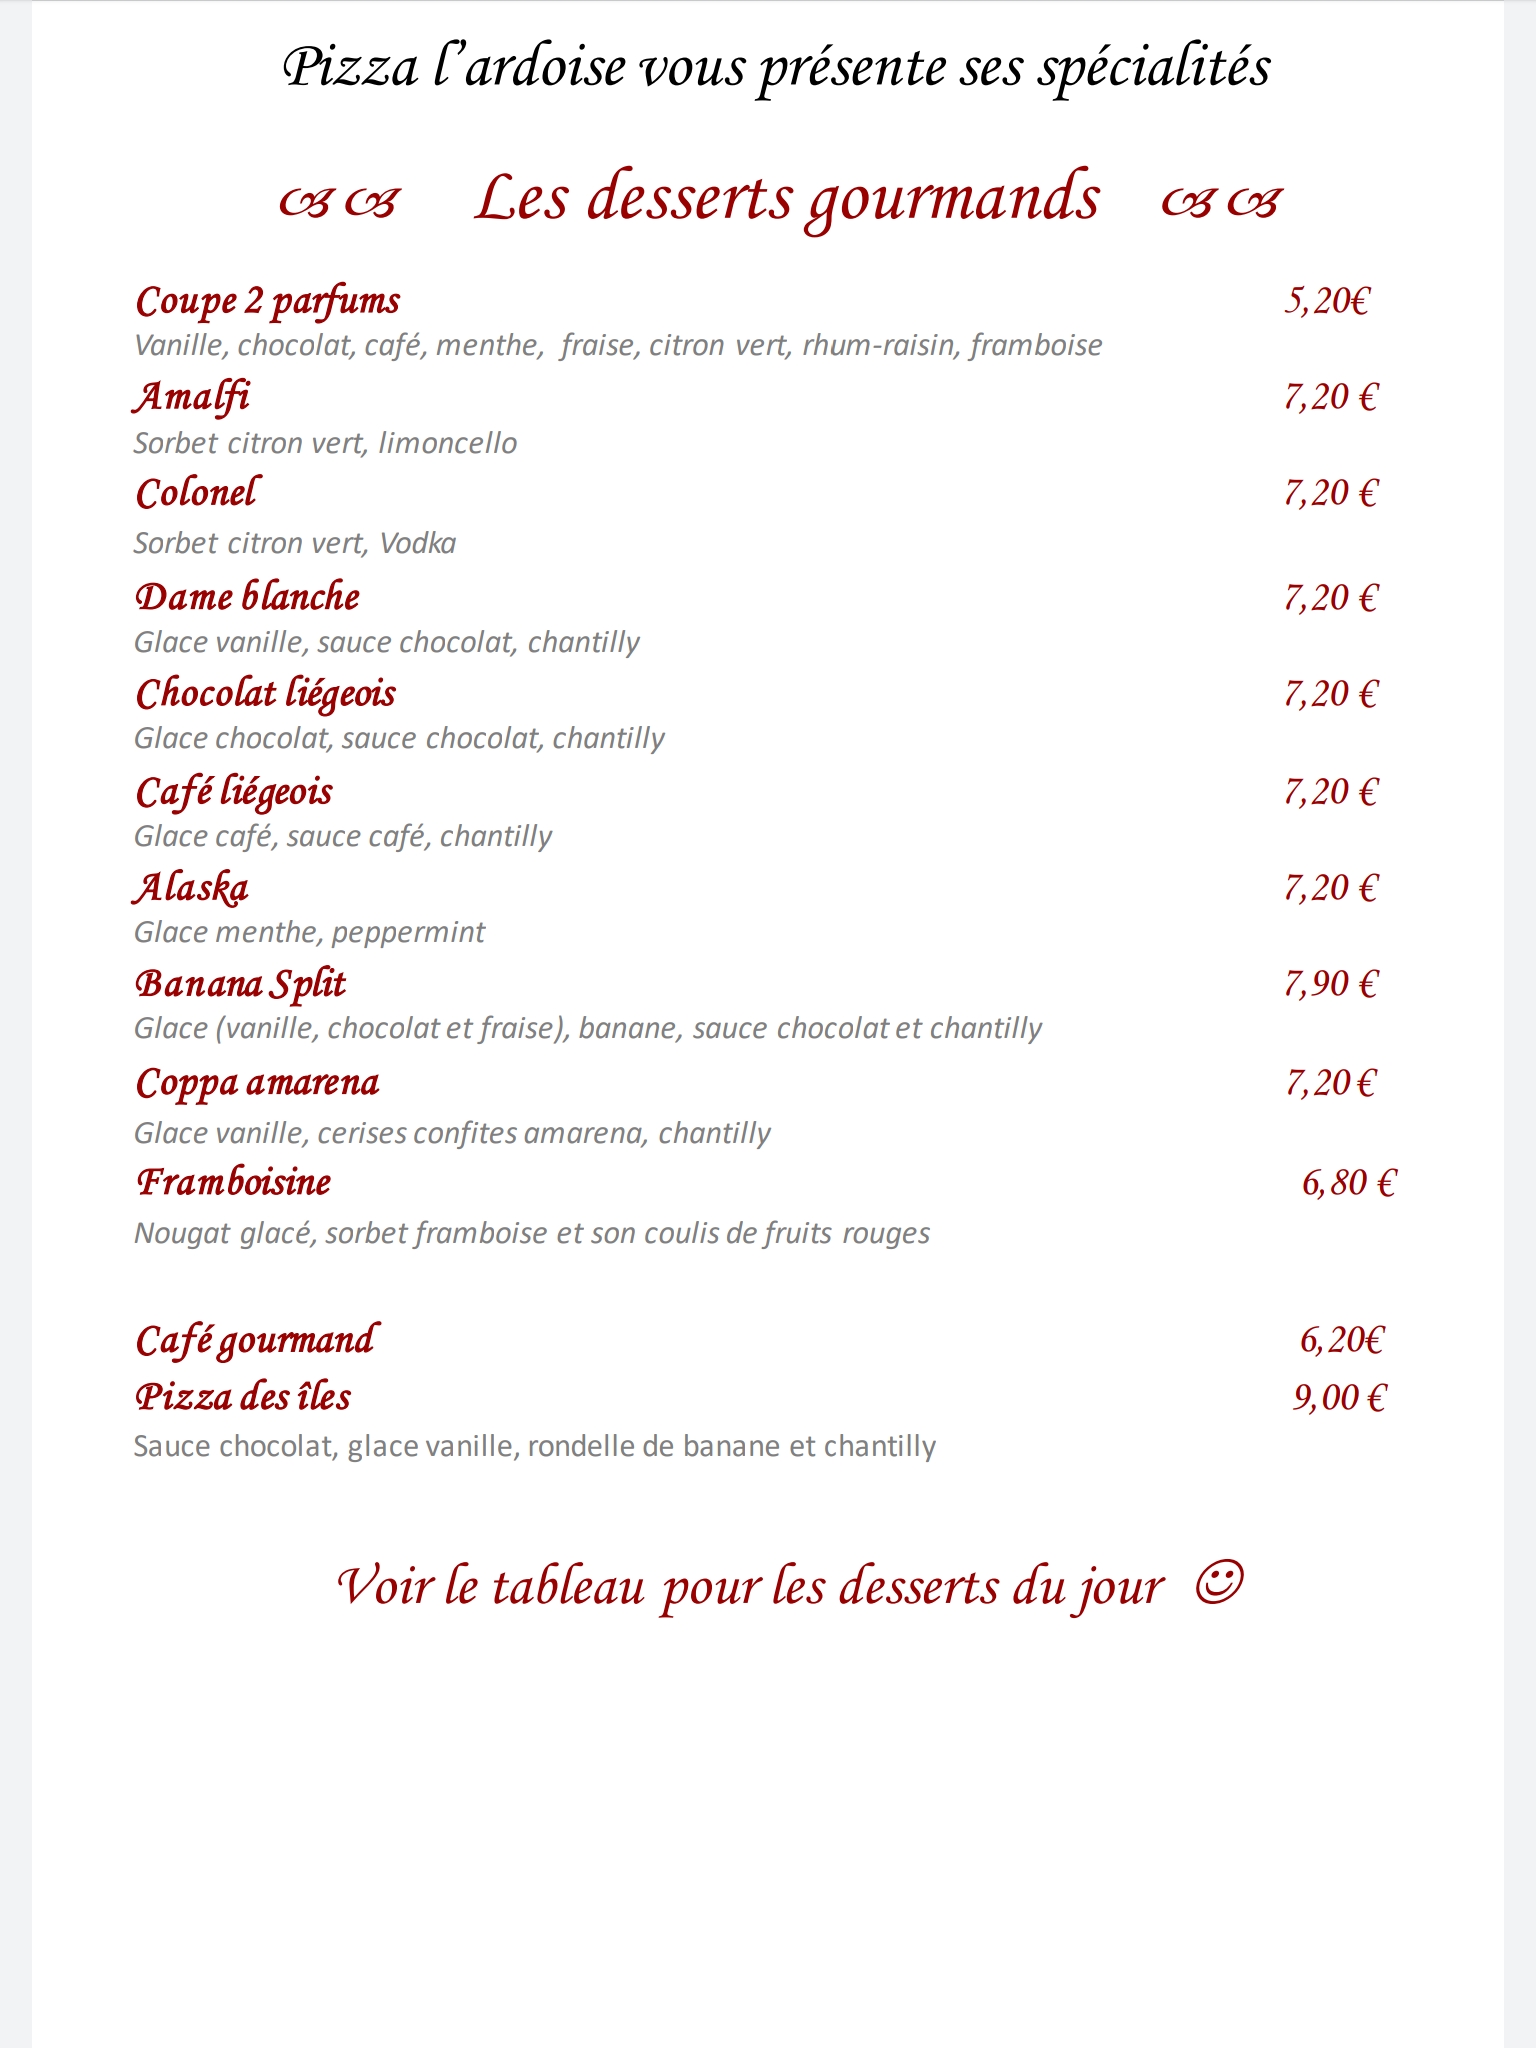 Pizza l’ardoise vous présente ses spécialités
Les desserts gourmands
Coupe 2 parfums 5,20€
Vanille, chocolat, café, menthe, fraise, citron vert, rhum-raisin, framboise
Amalfi 7,20 €
Sorbet citron vert, limoncello
Colonel 7,20 €
Sorbet citron vert, Vodka
Dame blanche 7,20 €
Glace vanille, sauce chocolat, chantilly
Chocolat liégeois 7,20 €
Glace chocolat, sauce chocolat, chantilly
Café liégeois 7,20 €
Glace café, sauce café, chantilly
Alaska 7,20 €
Glace menthe, peppermint
Banana Split 7,90 €
Glace (vanille, chocolat et fraise), banane, sauce chocolat et chantilly
Coppa amarena 7,20 €
Glace vanille, cerises confites amarena, chantilly
Framboisine 6,80 €
Nougat glacé, sorbet framboise et son coulis de fruits rouges
Café gourmand 6,20€
Pizza des îles 9,00 €
Sauce chocolat, glace vanille, rondelle de banane et chantilly
Voir le tableau pour les desserts du jour ☺